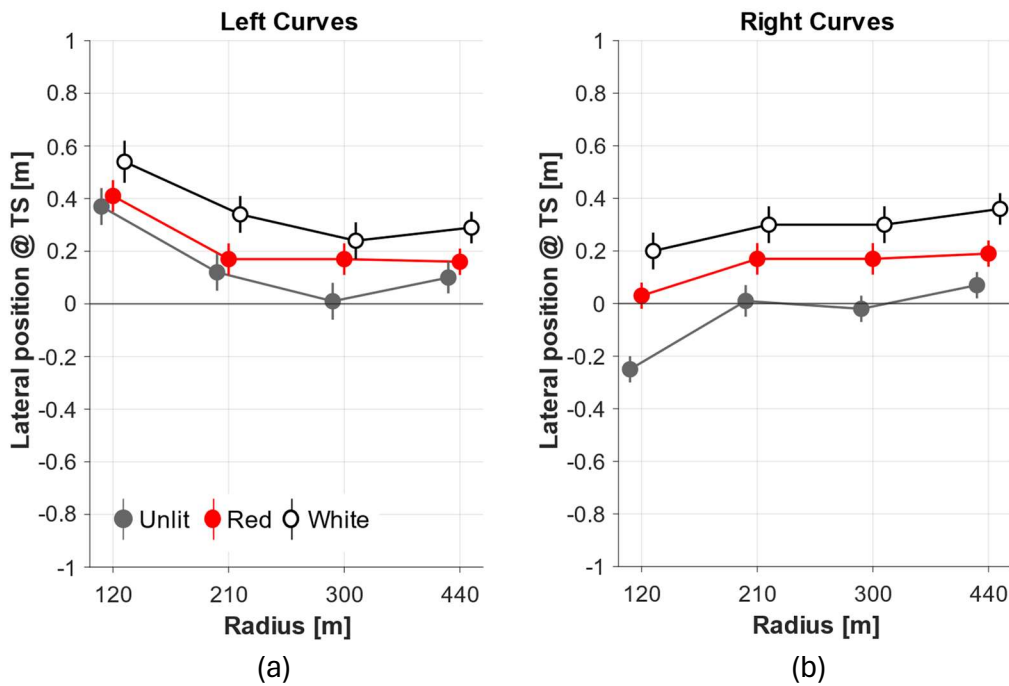 Left Curves
Lateral position @ TS [m]
1
0.8
0.6
0.4
0.2
0
-0.2
-0.4
-0.6
-0.8
-1
Unlit Red White
120 210 300 440
Radius [m]
(a)
Right Curves
Lateral position @ TS [m]
1
0.8
0.6
0.4
0.2
0
-0.2
-0.4
-0.6
-0.8
-1
120 210 300 440
Radius [m]
(b)